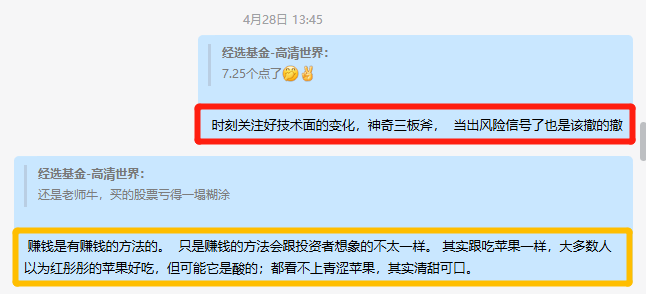 4月28日 13:45
经选基金-高清世界：
7.25个点了🤭✌
时刻关注好技术面的变化，神奇三板斧， 当出风险信号了也是该撤的撤
经选基金-高清世界：
还是老师牛，买的股票亏得一塌糊涂
赚钱是有赚钱的方法的。 只是赚钱的方法会跟投资者想象的不太一样。 其实跟吃苹果一样，大多数人
以为红彤彤的苹果好吃，但可能它是酸的；都看不上青涩苹果，其实清甜可口。